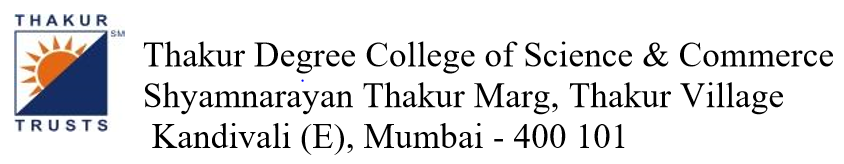 THAKUR
SM
TRUSTS
Thakur Degree College of Science & Commerce
Shyamnarayan Thakur Marg, Thakur Village
Kandivali (E), Mumbai - 400 101